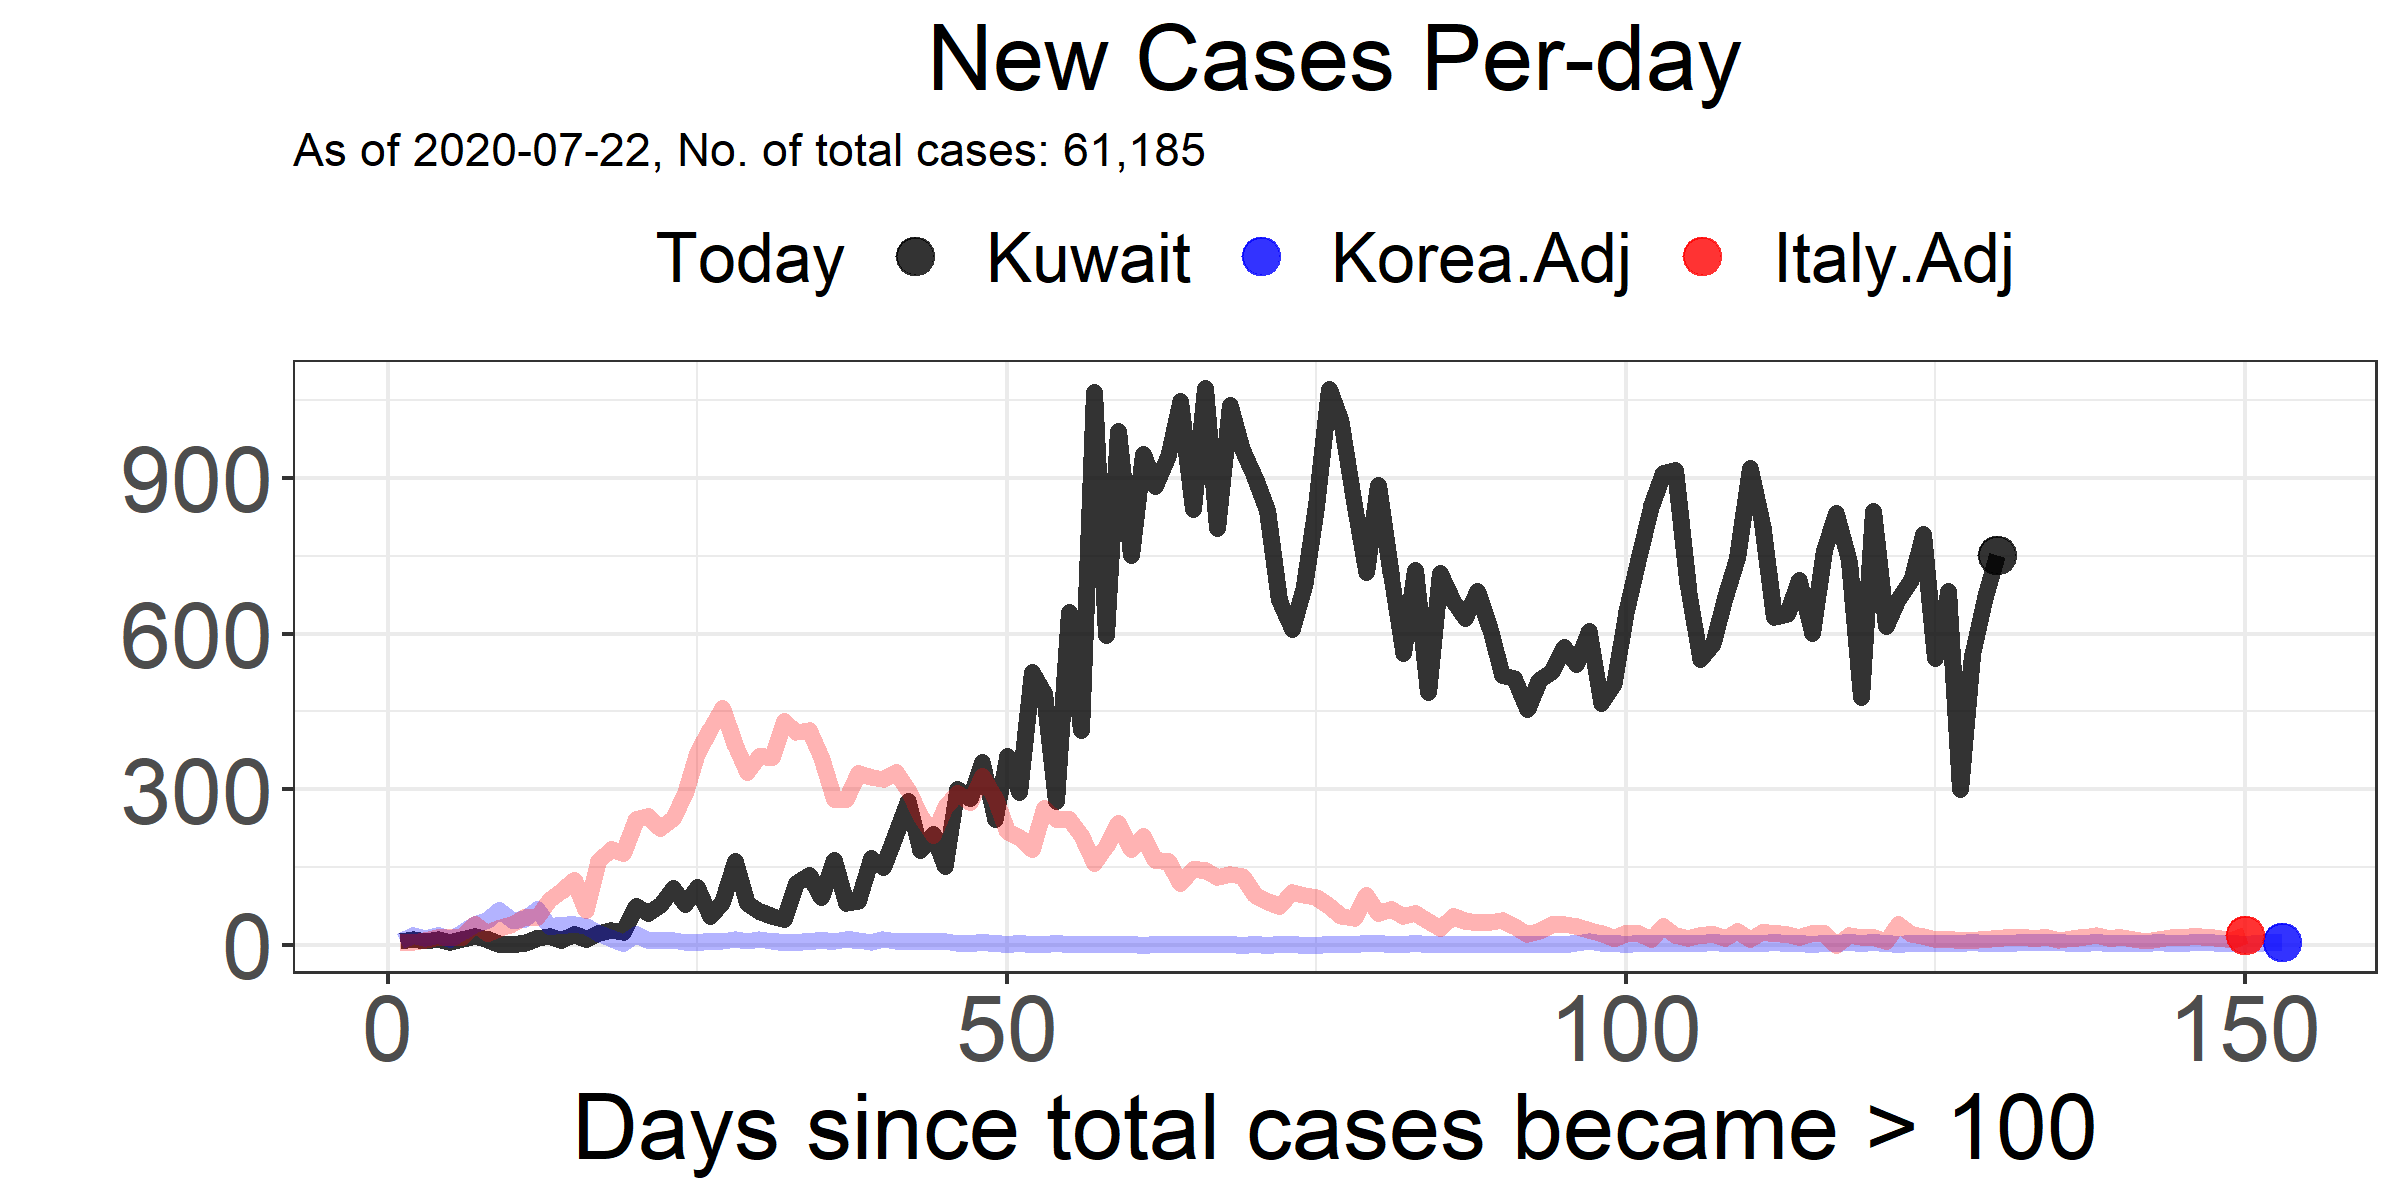 New Cases Per-day
As of 2020-07-22, No. of total cases: 61,185
Today Kuwait Korea.Adj Italy.Adj
900
600
300
0
0 50 100 150
Days since total cases became > 100